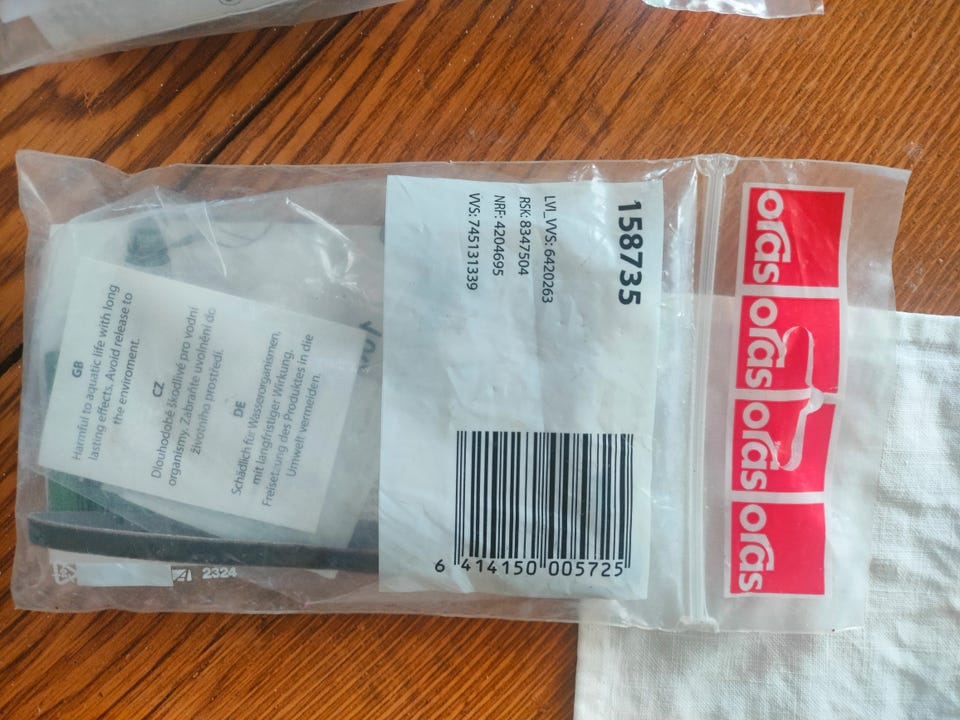 oras oras oras oras
158735
LVI_VVS: 6420263
RSK: 8347504
NRF: 4204695
VVS: 745131339
6 414150 005725
GB
Harmful to aquatic life with long
lasting effects. Avoid release to
the enviroment.
CZ
Dlouhodobé škodlivé pro vodní
organismy. Zabraňte uvolnění do
životního prostředí.
DE
Schädlich für Wasserorganismen,
mit langfristiger Wirkung.
Freisetzung des Produktes in die
Umwelt vermeiden.
2324